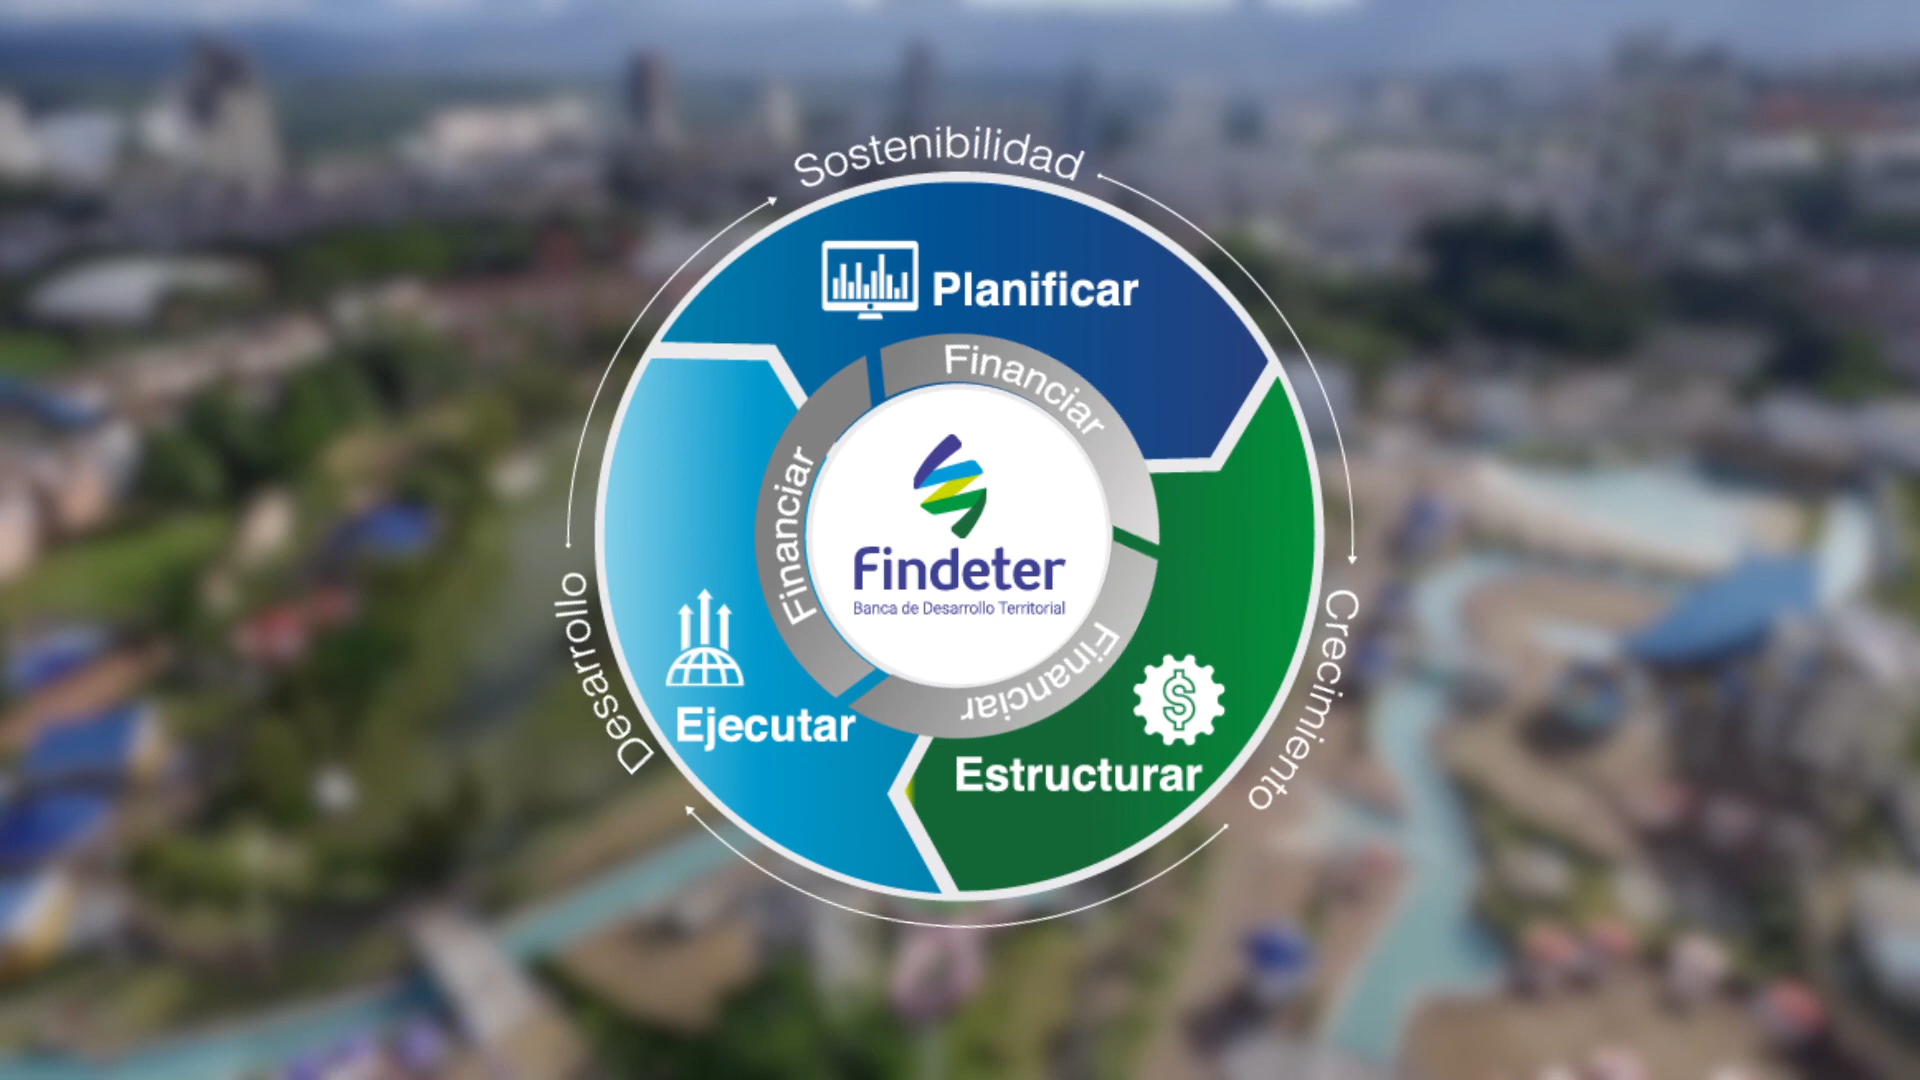 Sostenibilidad
Planificar
Financiar
Financiar
Findeter
Banca de Desarrollo Territorial
Financiar
Ejecutar
Estructurar
Desarrollo
Crecimiento